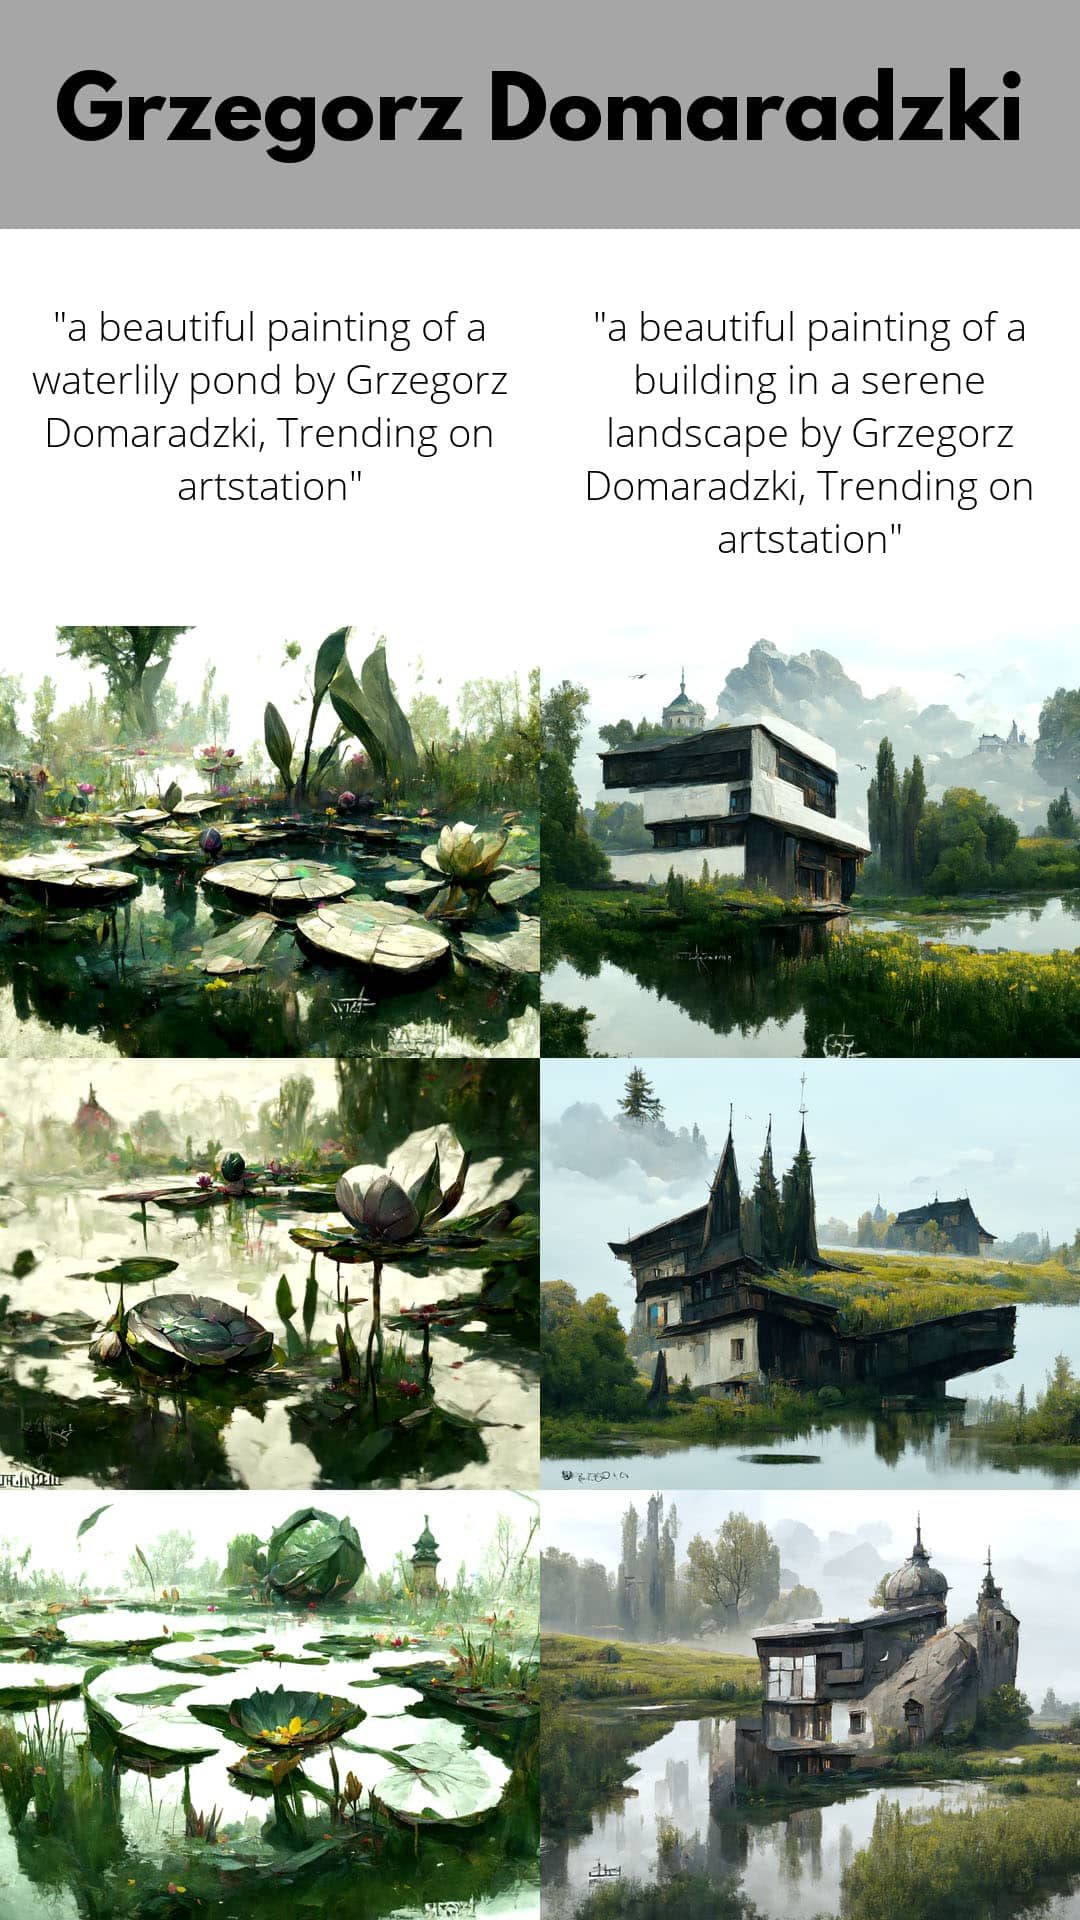 Grzegorz Domaradzki
"a beautiful painting of a
waterlily pond by Grzegorz
Domaradzki, Trending on
artstation"
"a beautiful painting of a
building in a serene
landscape by Grzegorz
Domaradzki, Trending on
artstation"